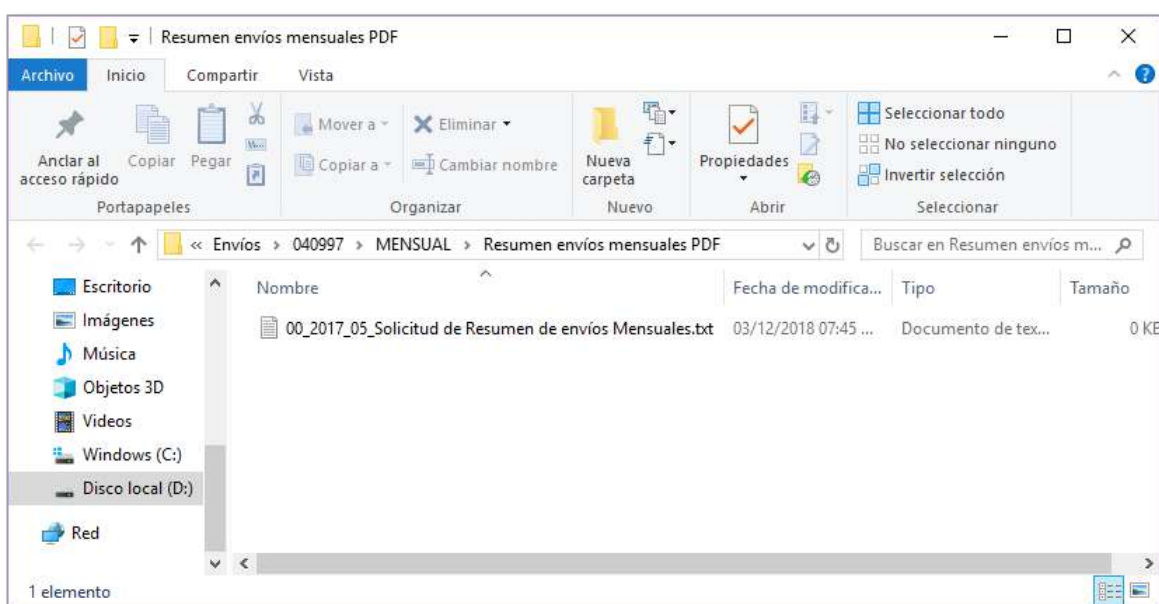 Resumen envíos mensuales PDF
Archivo Inicio Compartir Vista
Anclar al acceso rápido
Copiar
Pegar
Portapapeles
Mover a
Copiar a
Eliminar
Cambiar nombre
Organizar
Nueva carpeta
Nuevo
Propiedades
Abrir
Seleccionar todo
No seleccionar ninguno
Invertir selección
Seleccionar
« Envíos > 040997 > MENSUAL > Resumen envíos mensuales PDF
Buscar en Resumen envíos m...
Nombre Fecha de modifica... Tipo Tamaño
00_2017_05_Solicitud de Resumen de envíos Mensuales.txt 03/12/2018 07:45 ... Documento de tex... 0 KB
Escritorio
Imágenes
Música
Objetos 3D
Videos
Windows (C:)
Disco local (D:)
Red
1 elemento